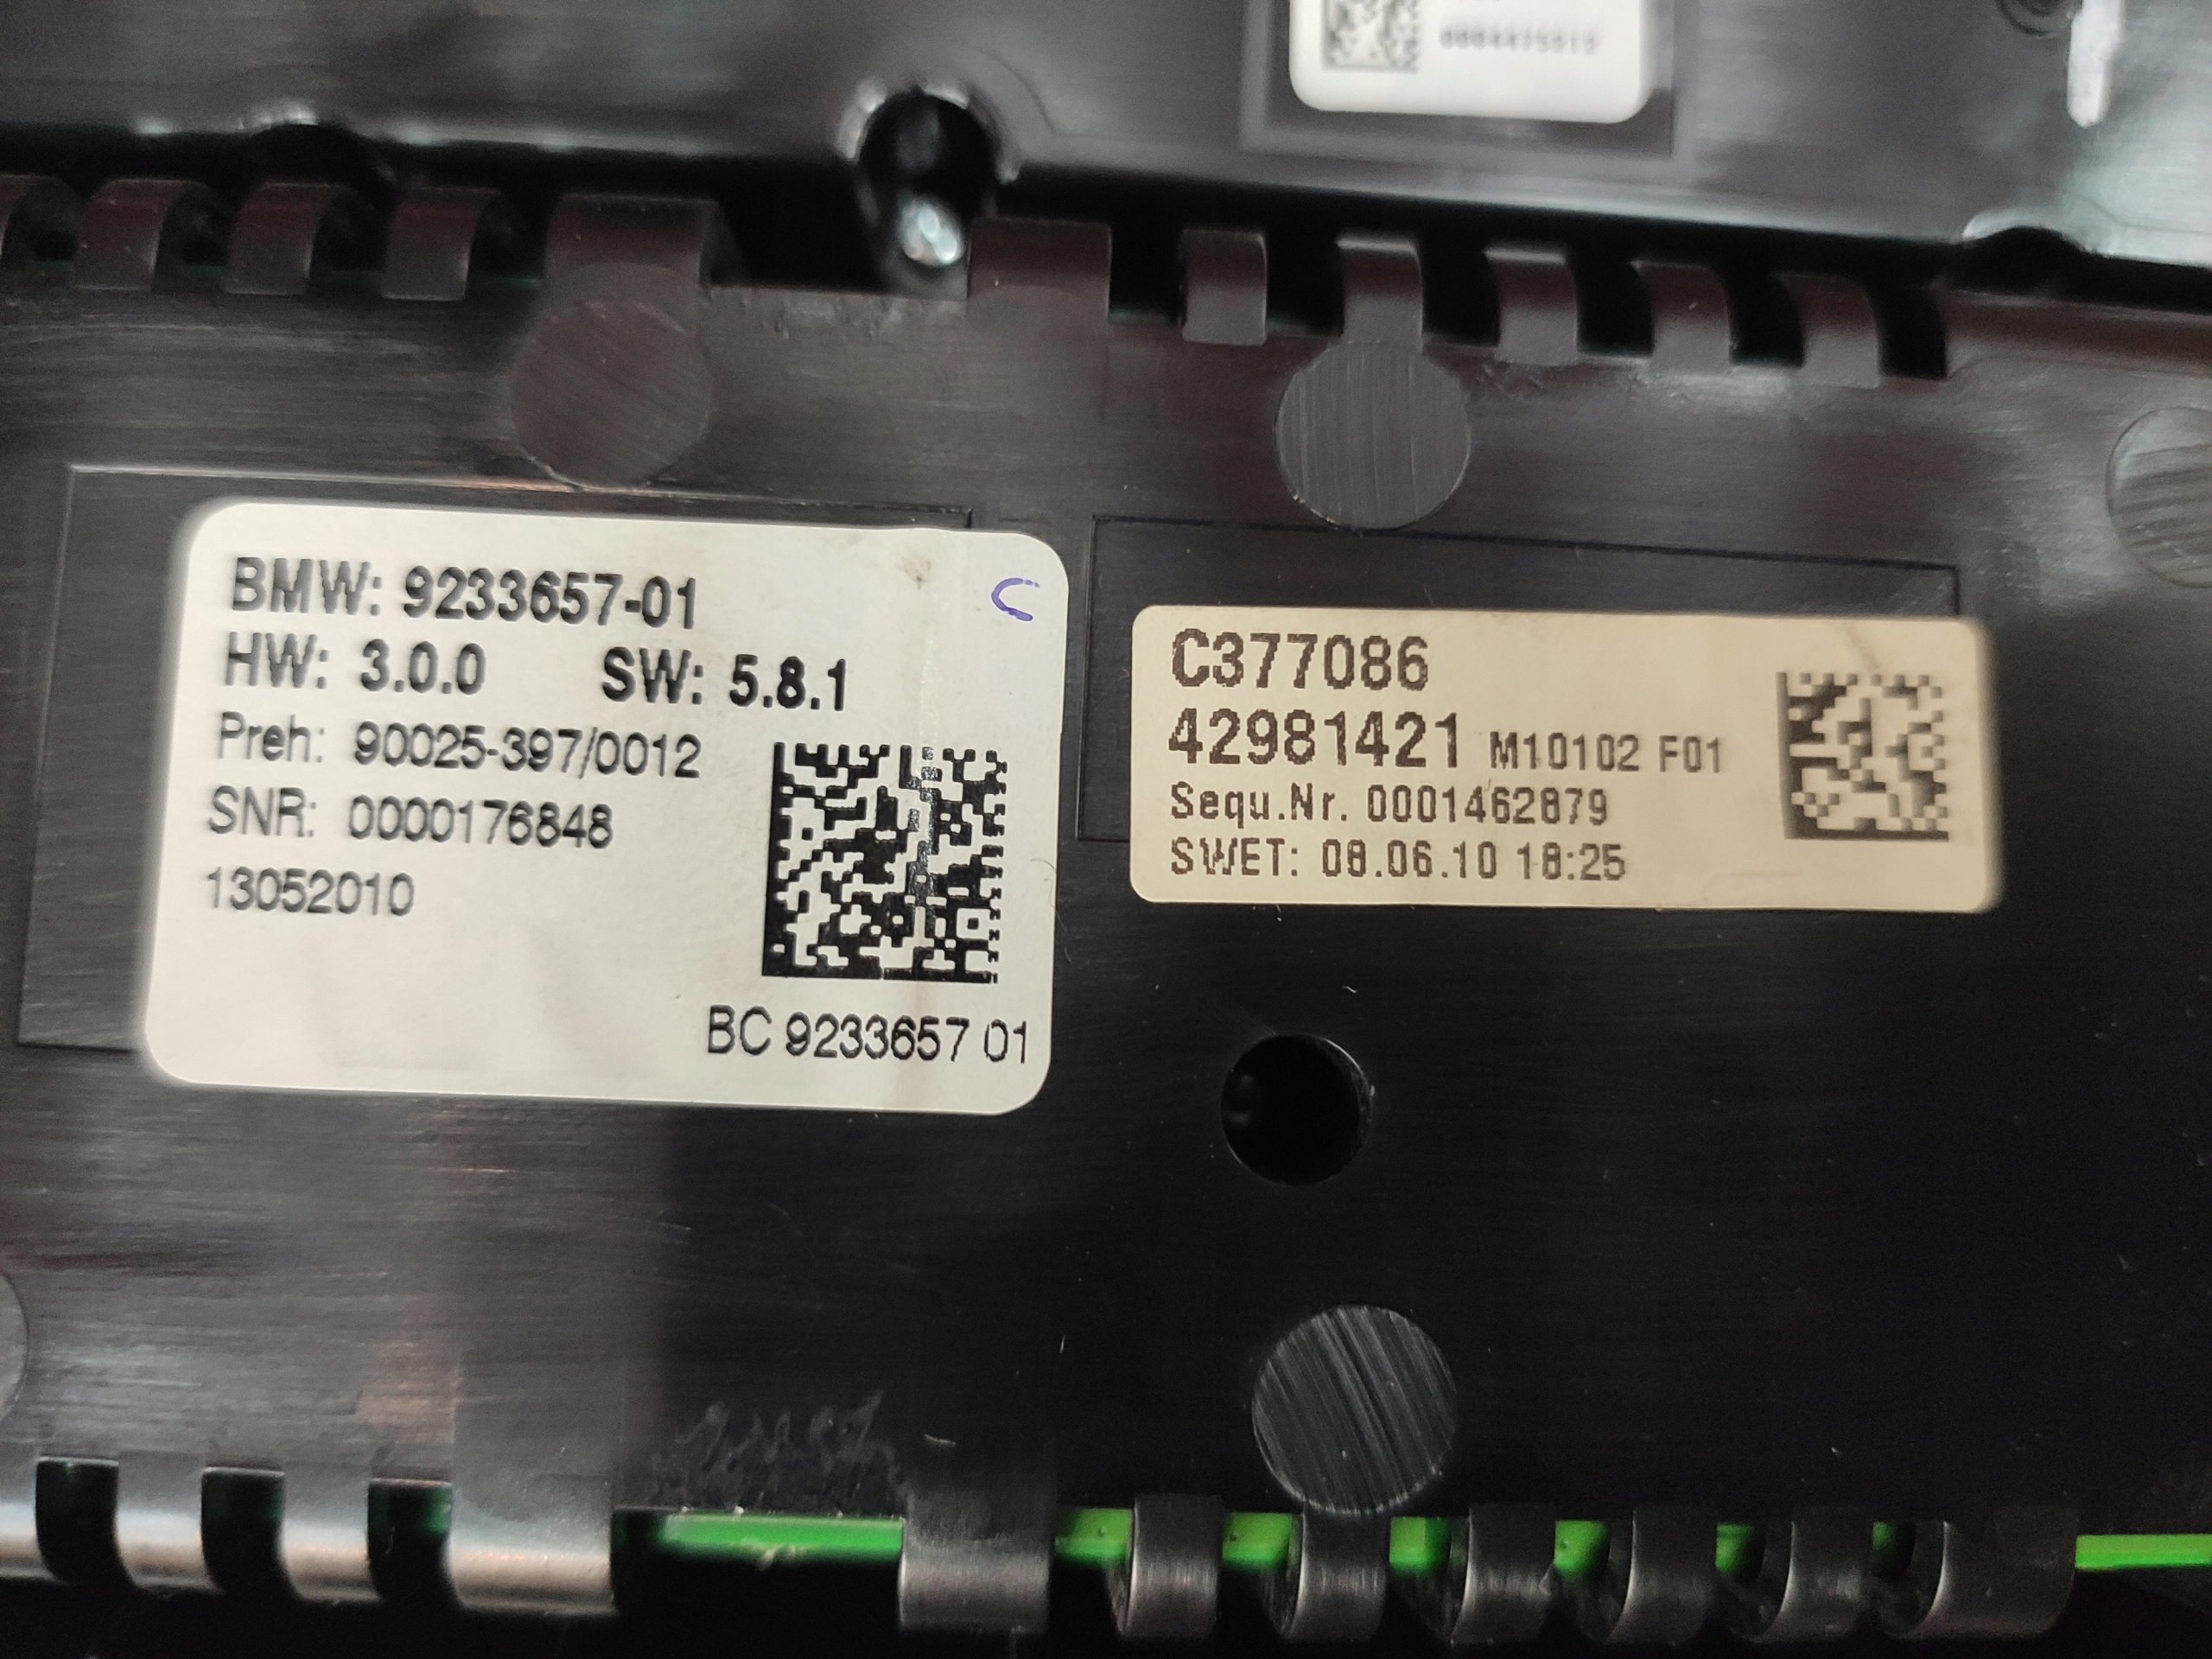 BMW: 9233657-01
HW: 3.0.0 SW: 5.8.1
Preh: 90025-397/0012
SNR: 0000176848
13052010
BC 9233657 01
C
C377086
42981421 M10102 F01
Sequ.Nr. 0001462879
SWET: 08.06.10 18:25